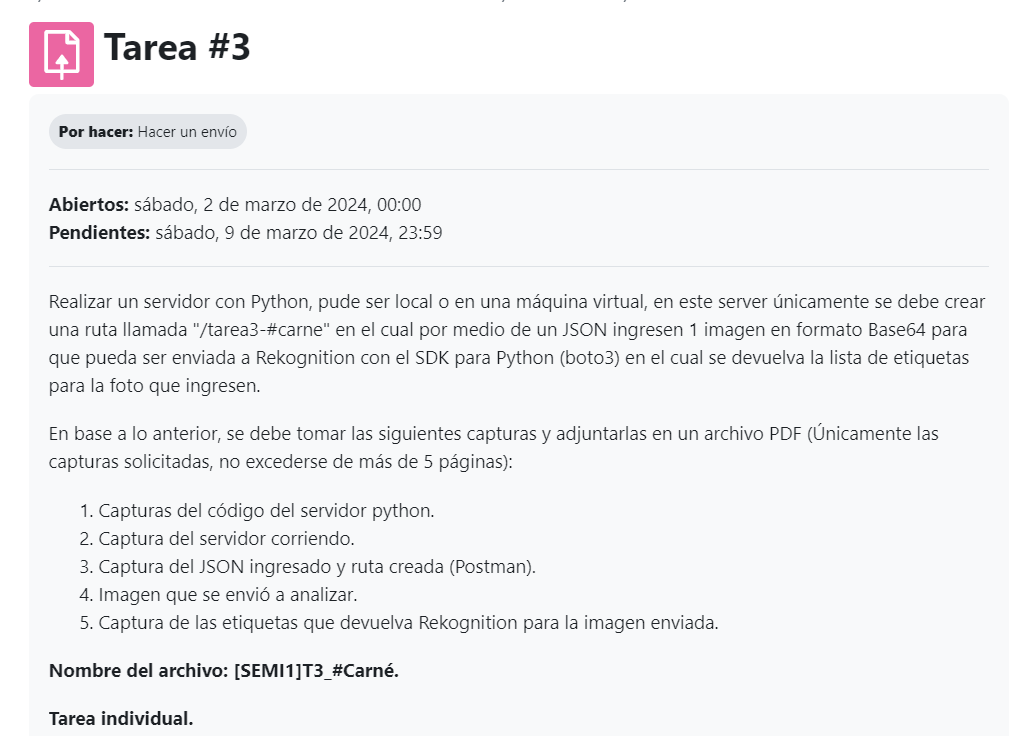 Tarea #3
Por hacer: Hacer un envío
Abiertos: sábado, 2 de marzo de 2024, 00:00
Pendientes: sábado, 9 de marzo de 2024, 23:59
Realizar un servidor con Python, pude ser local o en una máquina virtual, en este server únicamente se debe crear
una ruta llamada "/tarea3-#carne" en el cual por medio de un JSON ingresen 1 imagen en formato Base64 para
que pueda ser enviada a Rekognition con el SDK para Python (boto3) en el cual se devuelva la lista de etiquetas
para la foto que ingresen.
En base a lo anterior, se debe tomar las siguientes capturas y adjuntarlas en un archivo PDF (Únicamente las
capturas solicitadas, no excederse de más de 5 páginas):
1. Capturas del código del servidor python.
2. Captura del servidor corriendo.
3. Captura del JSON ingresado y ruta creada (Postman).
4. Imagen que se envió a analizar.
5. Captura de las etiquetas que devuelva Rekognition para la imagen enviada.
Nombre del archivo: [SEMI1]T3_#Carné.
Tarea individual.